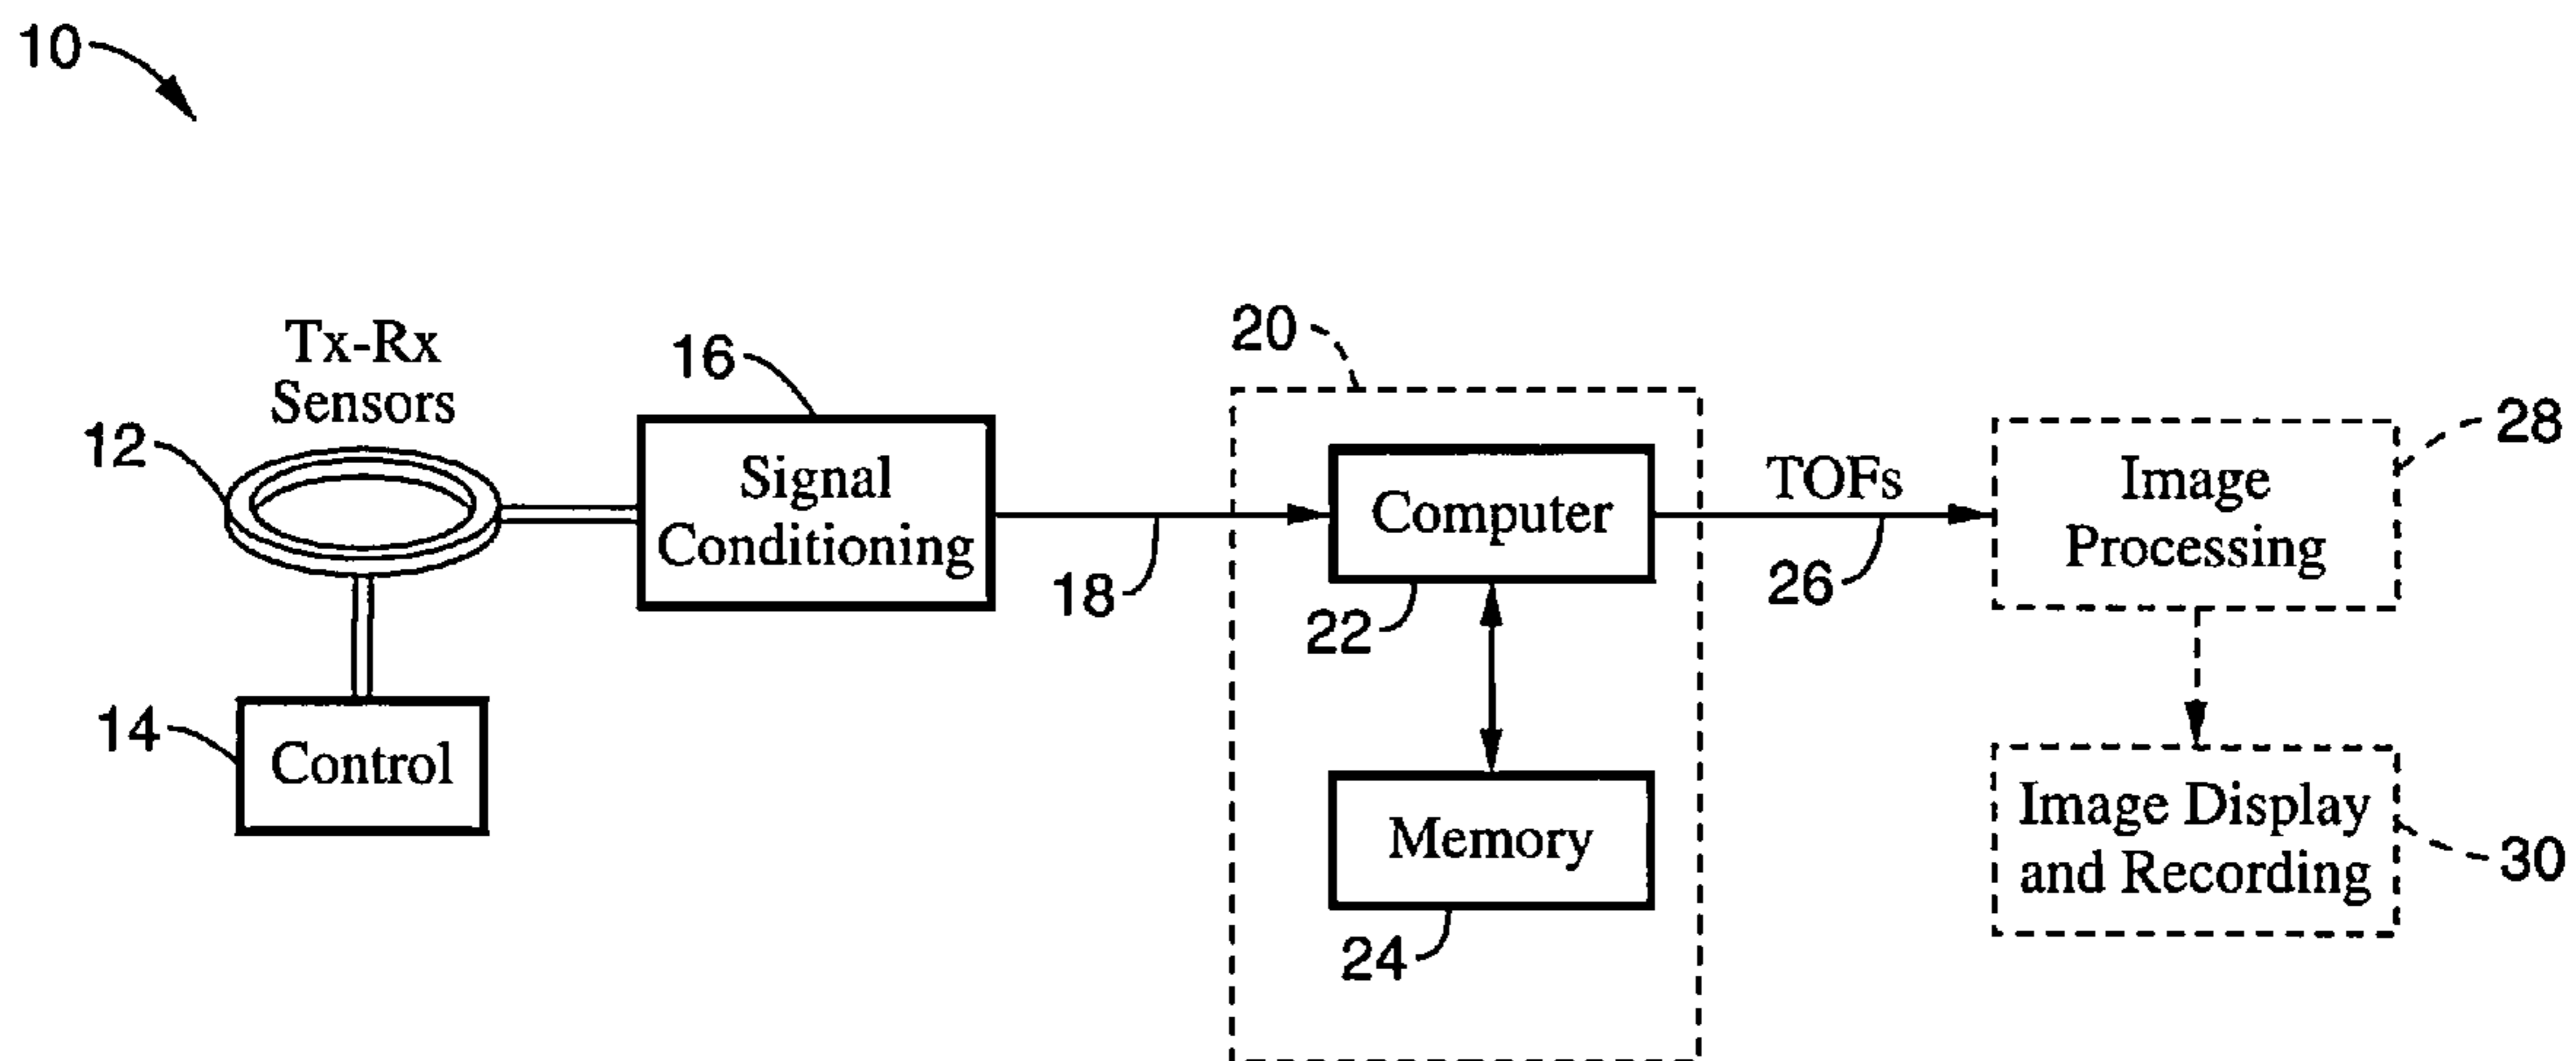 10
Tx-Rx
Sensors
12
14
Control
16
Signal
Conditioning
18
20
Computer
22
Memory
24
TOFs
26
Image
Processing
28
Image Display
and Recording
30